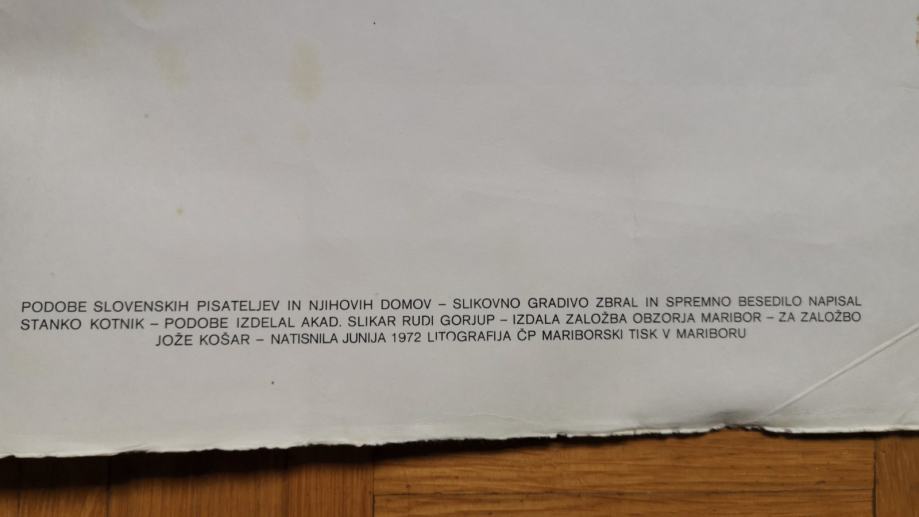 PODOBE SLOVENSKIH PISATELJEV IN NJIHOVIH DOMOV – SLIKOVNO GRADIVO ZBRAL IN SPREMNO BESEDILO NAPISAL
STANKO KOTNIK – PODOBE IZDELAL AKAD. SLIKAR RUDI GORJUP – IZDALA ZALOŽBA OBZORJA MARIBOR – ZA ZALOŽBO
JOŽE KOŠAR – NATISNILA JUNIJA 1972 LITOGRAFIJA ČP MARIBORSKI TISK V MARIBORU